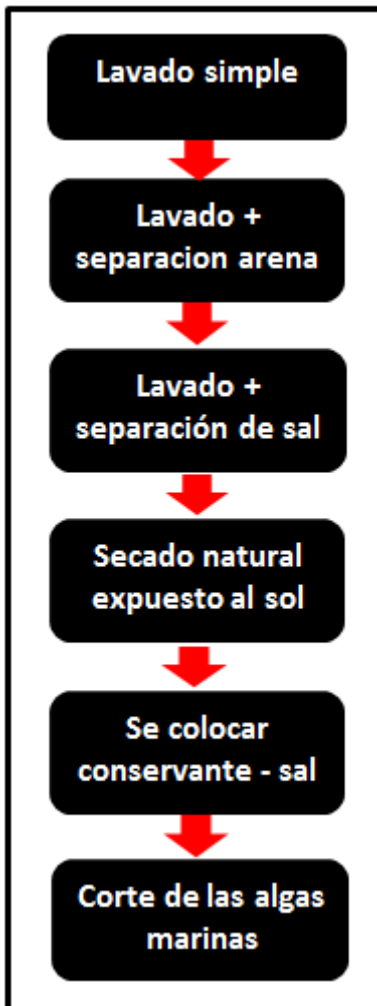 Lavado simple
Lavado +
separacion arena
Lavado +
separación de sal
Secado natural
expuesto al sol
Se colocar
conservante - sal
Corte de las algas
marinas